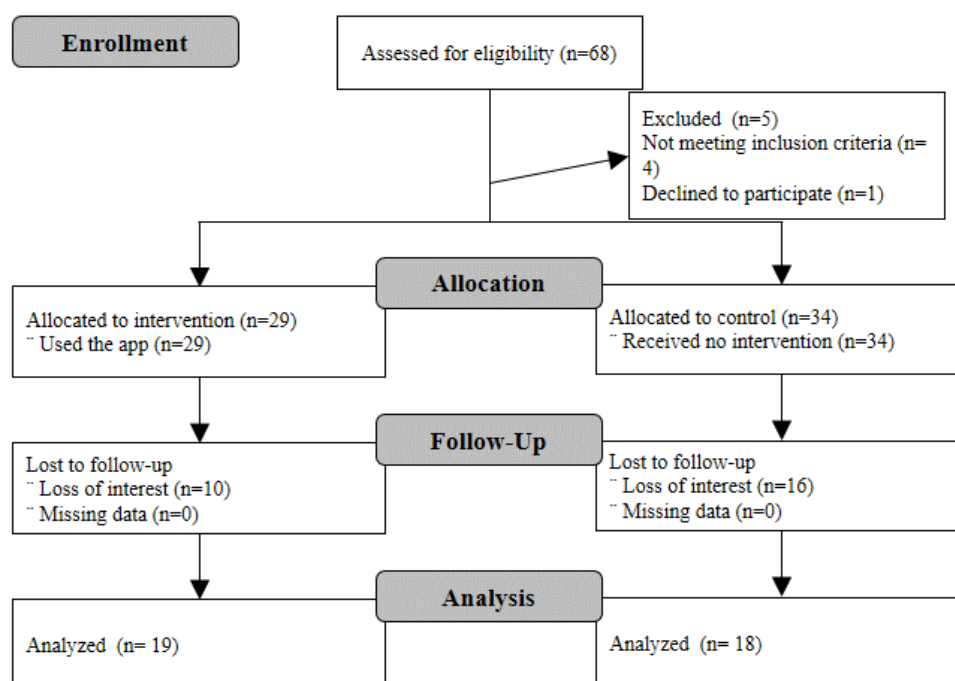 Enrollment
Assessed for eligibility (n=68)
Excluded  (n=5)
Not meeting inclusion criteria (n=
4)
Declined to participate (n=1)
Allocation
Allocated to intervention (n=29)
¨ Used the app (n=29)
Allocated to control (n=34)
¨ Received no intervention (n=34)
Follow-Up
Lost to follow-up
¨ Loss of interest (n=10)
¨ Missing data (n=0)
Lost to follow-up
¨ Loss of interest (n=16)
¨ Missing data (n=0)
Analysis
Analyzed  (n= 19)
Analyzed  (n= 18)